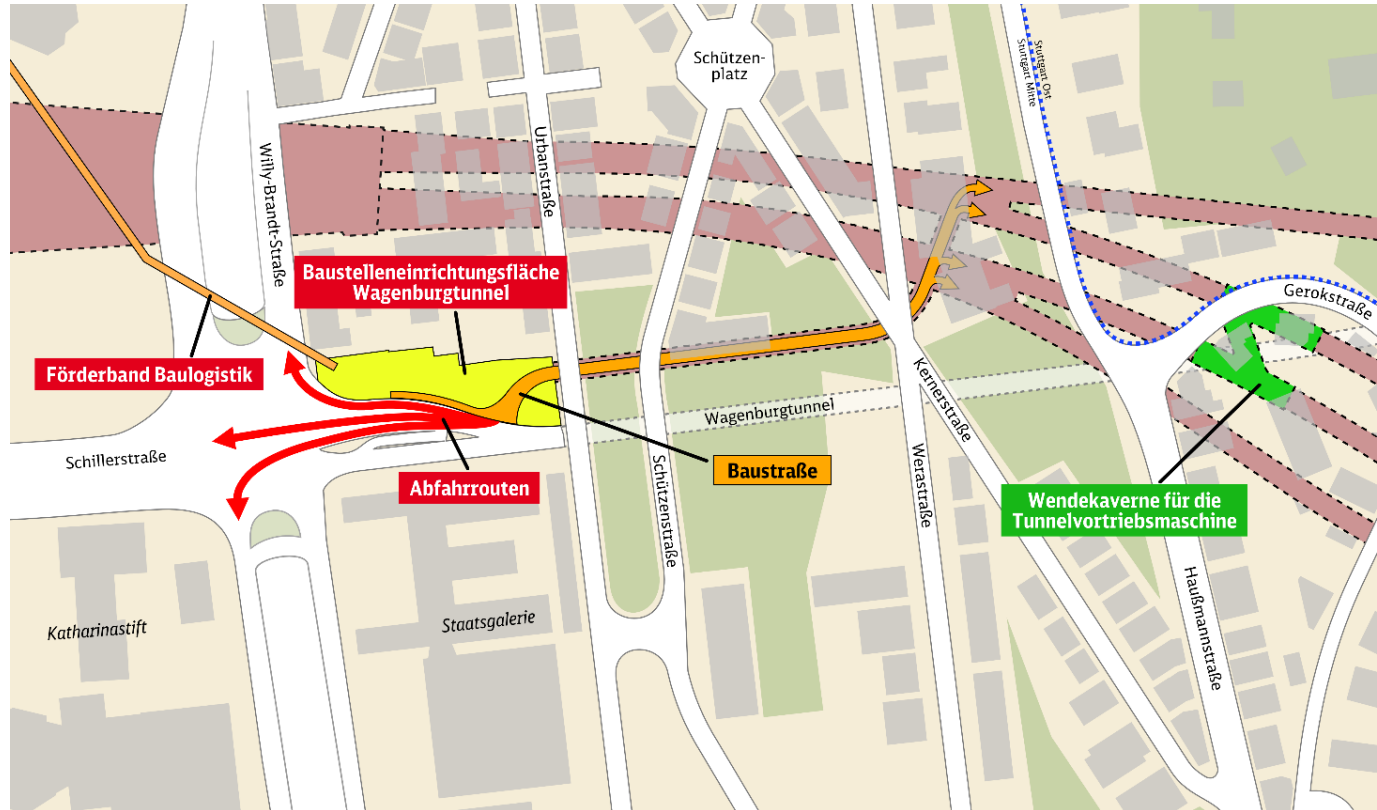 Schützen-
platz
Stuttgart Ost
Stuttgart Mitte
Urbanstraße
Willy-Brandt-Straße
Baustelleneinrichtungsfläche
Wagenburgtunnel
Gerokstraße
Förderband Baulogistik
Kernerstraße
Wagenburgtunnel
Schillerstraße
Baustraße
Abfahrrouten
Schützenstraße
Werastraße
Wendekaverne für die
Tunnelvortriebsmaschine
Haußmannstraße
Katharinastift
Staatsgalerie